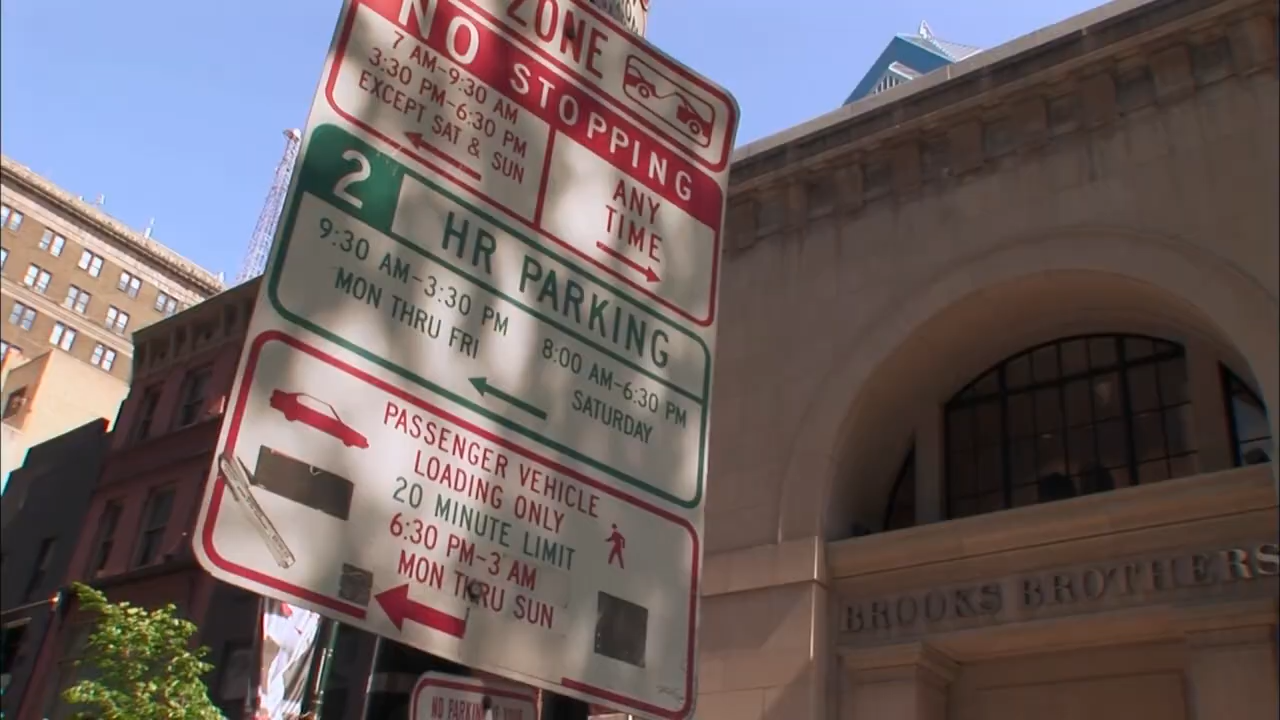 ZONE
NO STOPPING
7 AM-9:30 AM
3:30 PM-6:30 PM
EXCEPT SAT & SUN
ANY
TIME
2 HR PARKING
9:30 AM-3:30 PM
MON THRU FRI
8:00 AM-6:30 PM
SATURDAY
PASSENGER VEHICLE
LOADING ONLY
20 MINUTE LIMIT
6:30 PM-3 AM
MON THRU SUN
NO PARKING
BROOKS BROTHERS